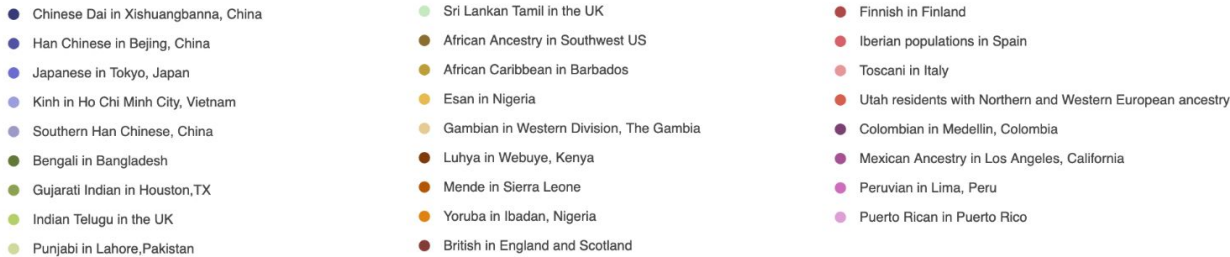 Chinese Dai in Xishuangbanna, China
Han Chinese in Bejing, China
Japanese in Tokyo, Japan
Kinh in Ho Chi Minh City, Vietnam
Southern Han Chinese, China
Bengali in Bangladesh
Gujarati Indian in Houston,TX
Indian Telugu in the UK
Punjabi in Lahore,Pakistan
Sri Lankan Tamil in the UK
African Ancestry in Southwest US
African Caribbean in Barbados
Esan in Nigeria
Gambian in Western Division, The Gambia
Luhya in Webuye, Kenya
Mende in Sierra Leone
Yoruba in Ibadan, Nigeria
British in England and Scotland
Finnish in Finland
Iberian populations in Spain
Toscani in Italy
Utah residents with Northern and Western European ancestry
Colombian in Medellin, Colombia
Mexican Ancestry in Los Angeles, California
Peruvian in Lima, Peru
Puerto Rican in Puerto Rico